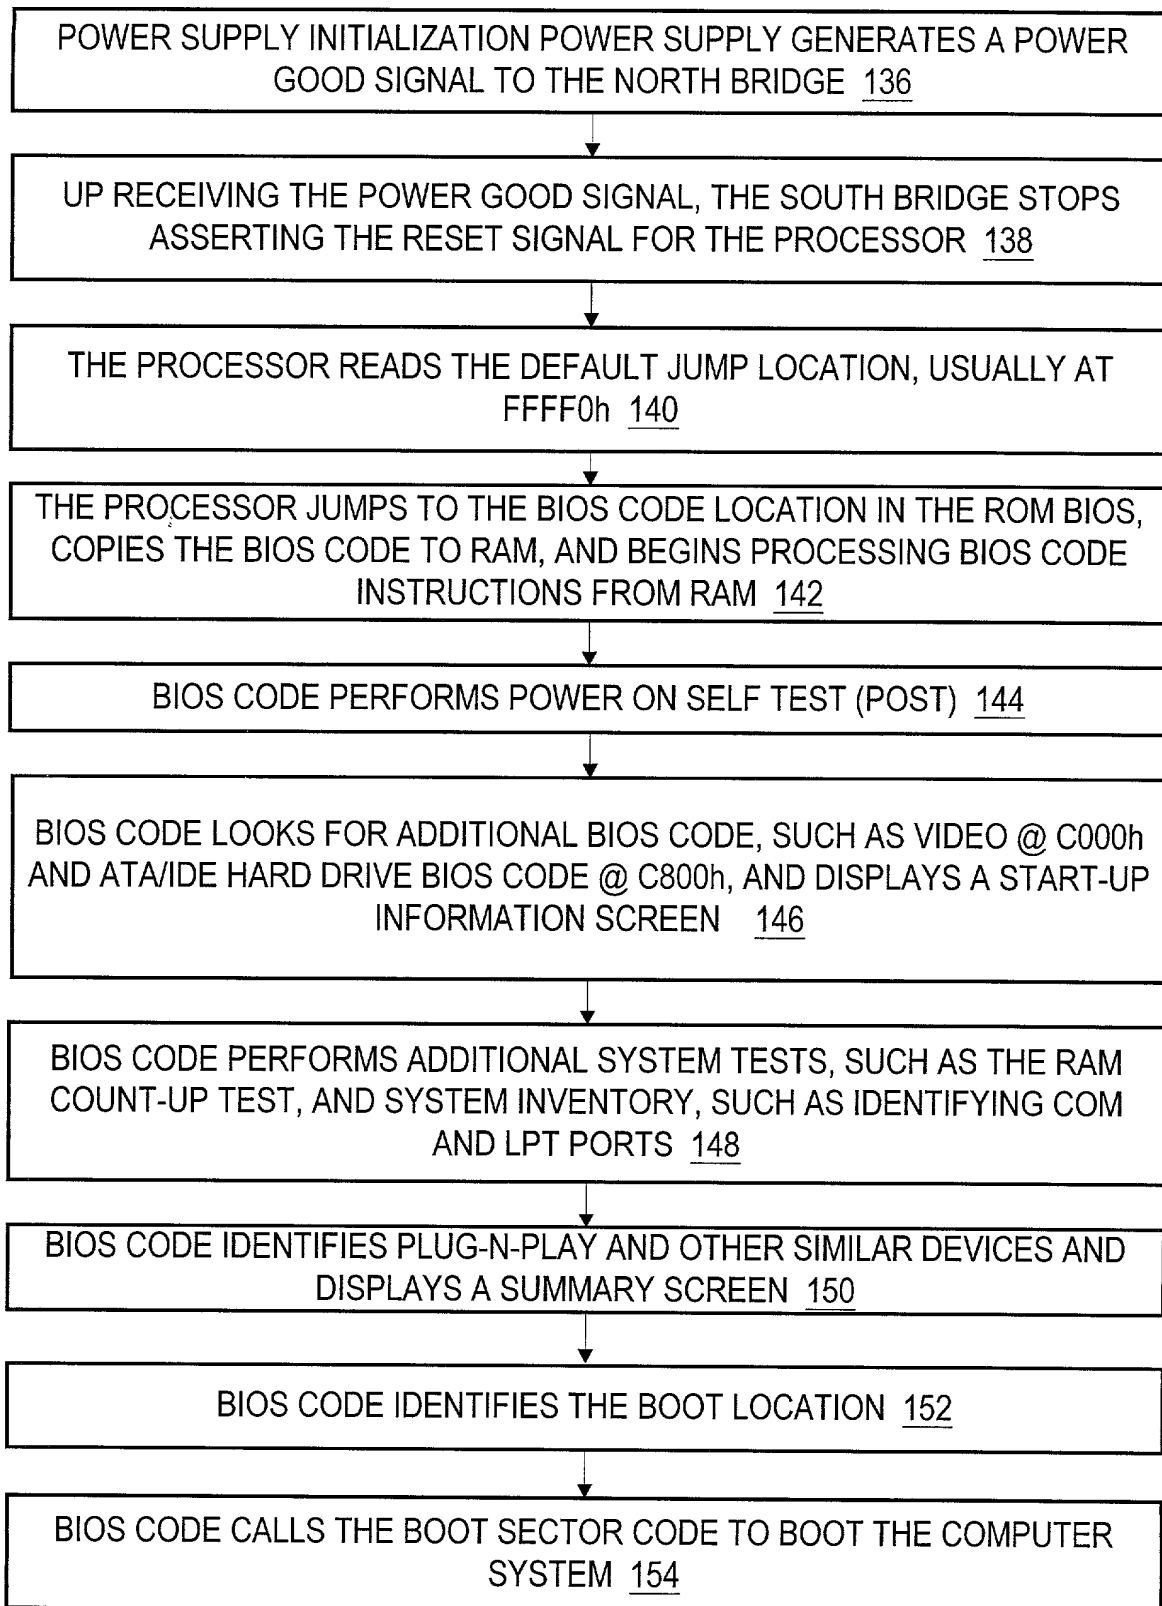 POWER SUPPLY INITIALIZATION POWER SUPPLY GENERATES A POWER
GOOD SIGNAL TO THE NORTH BRIDGE 136
UP RECEIVING THE POWER GOOD SIGNAL, THE SOUTH BRIDGE STOPS
ASSERTING THE RESET SIGNAL FOR THE PROCESSOR 138
THE PROCESSOR READS THE DEFAULT JUMP LOCATION, USUALLY AT
FFFF0h 140
THE PROCESSOR JUMPS TO THE BIOS CODE LOCATION IN THE ROM BIOS,
COPIES THE BIOS CODE TO RAM, AND BEGINS PROCESSING BIOS CODE
INSTRUCTIONS FROM RAM 142
BIOS CODE PERFORMS POWER ON SELF TEST (POST) 144
BIOS CODE LOOKS FOR ADDITIONAL BIOS CODE, SUCH AS VIDEO @ C000h
AND ATA/IDE HARD DRIVE BIOS CODE @ C800h, AND DISPLAYS A START-UP
INFORMATION SCREEN 146
BIOS CODE PERFORMS ADDITIONAL SYSTEM TESTS, SUCH AS THE RAM
COUNT-UP TEST, AND SYSTEM INVENTORY, SUCH AS IDENTIFYING COM
AND LPT PORTS 148
BIOS CODE IDENTIFIES PLUG-N-PLAY AND OTHER SIMILAR DEVICES AND
DISPLAYS A SUMMARY SCREEN 150
BIOS CODE IDENTIFIES THE BOOT LOCATION 152
BIOS CODE CALLS THE BOOT SECTOR CODE TO BOOT THE COMPUTER
SYSTEM 154